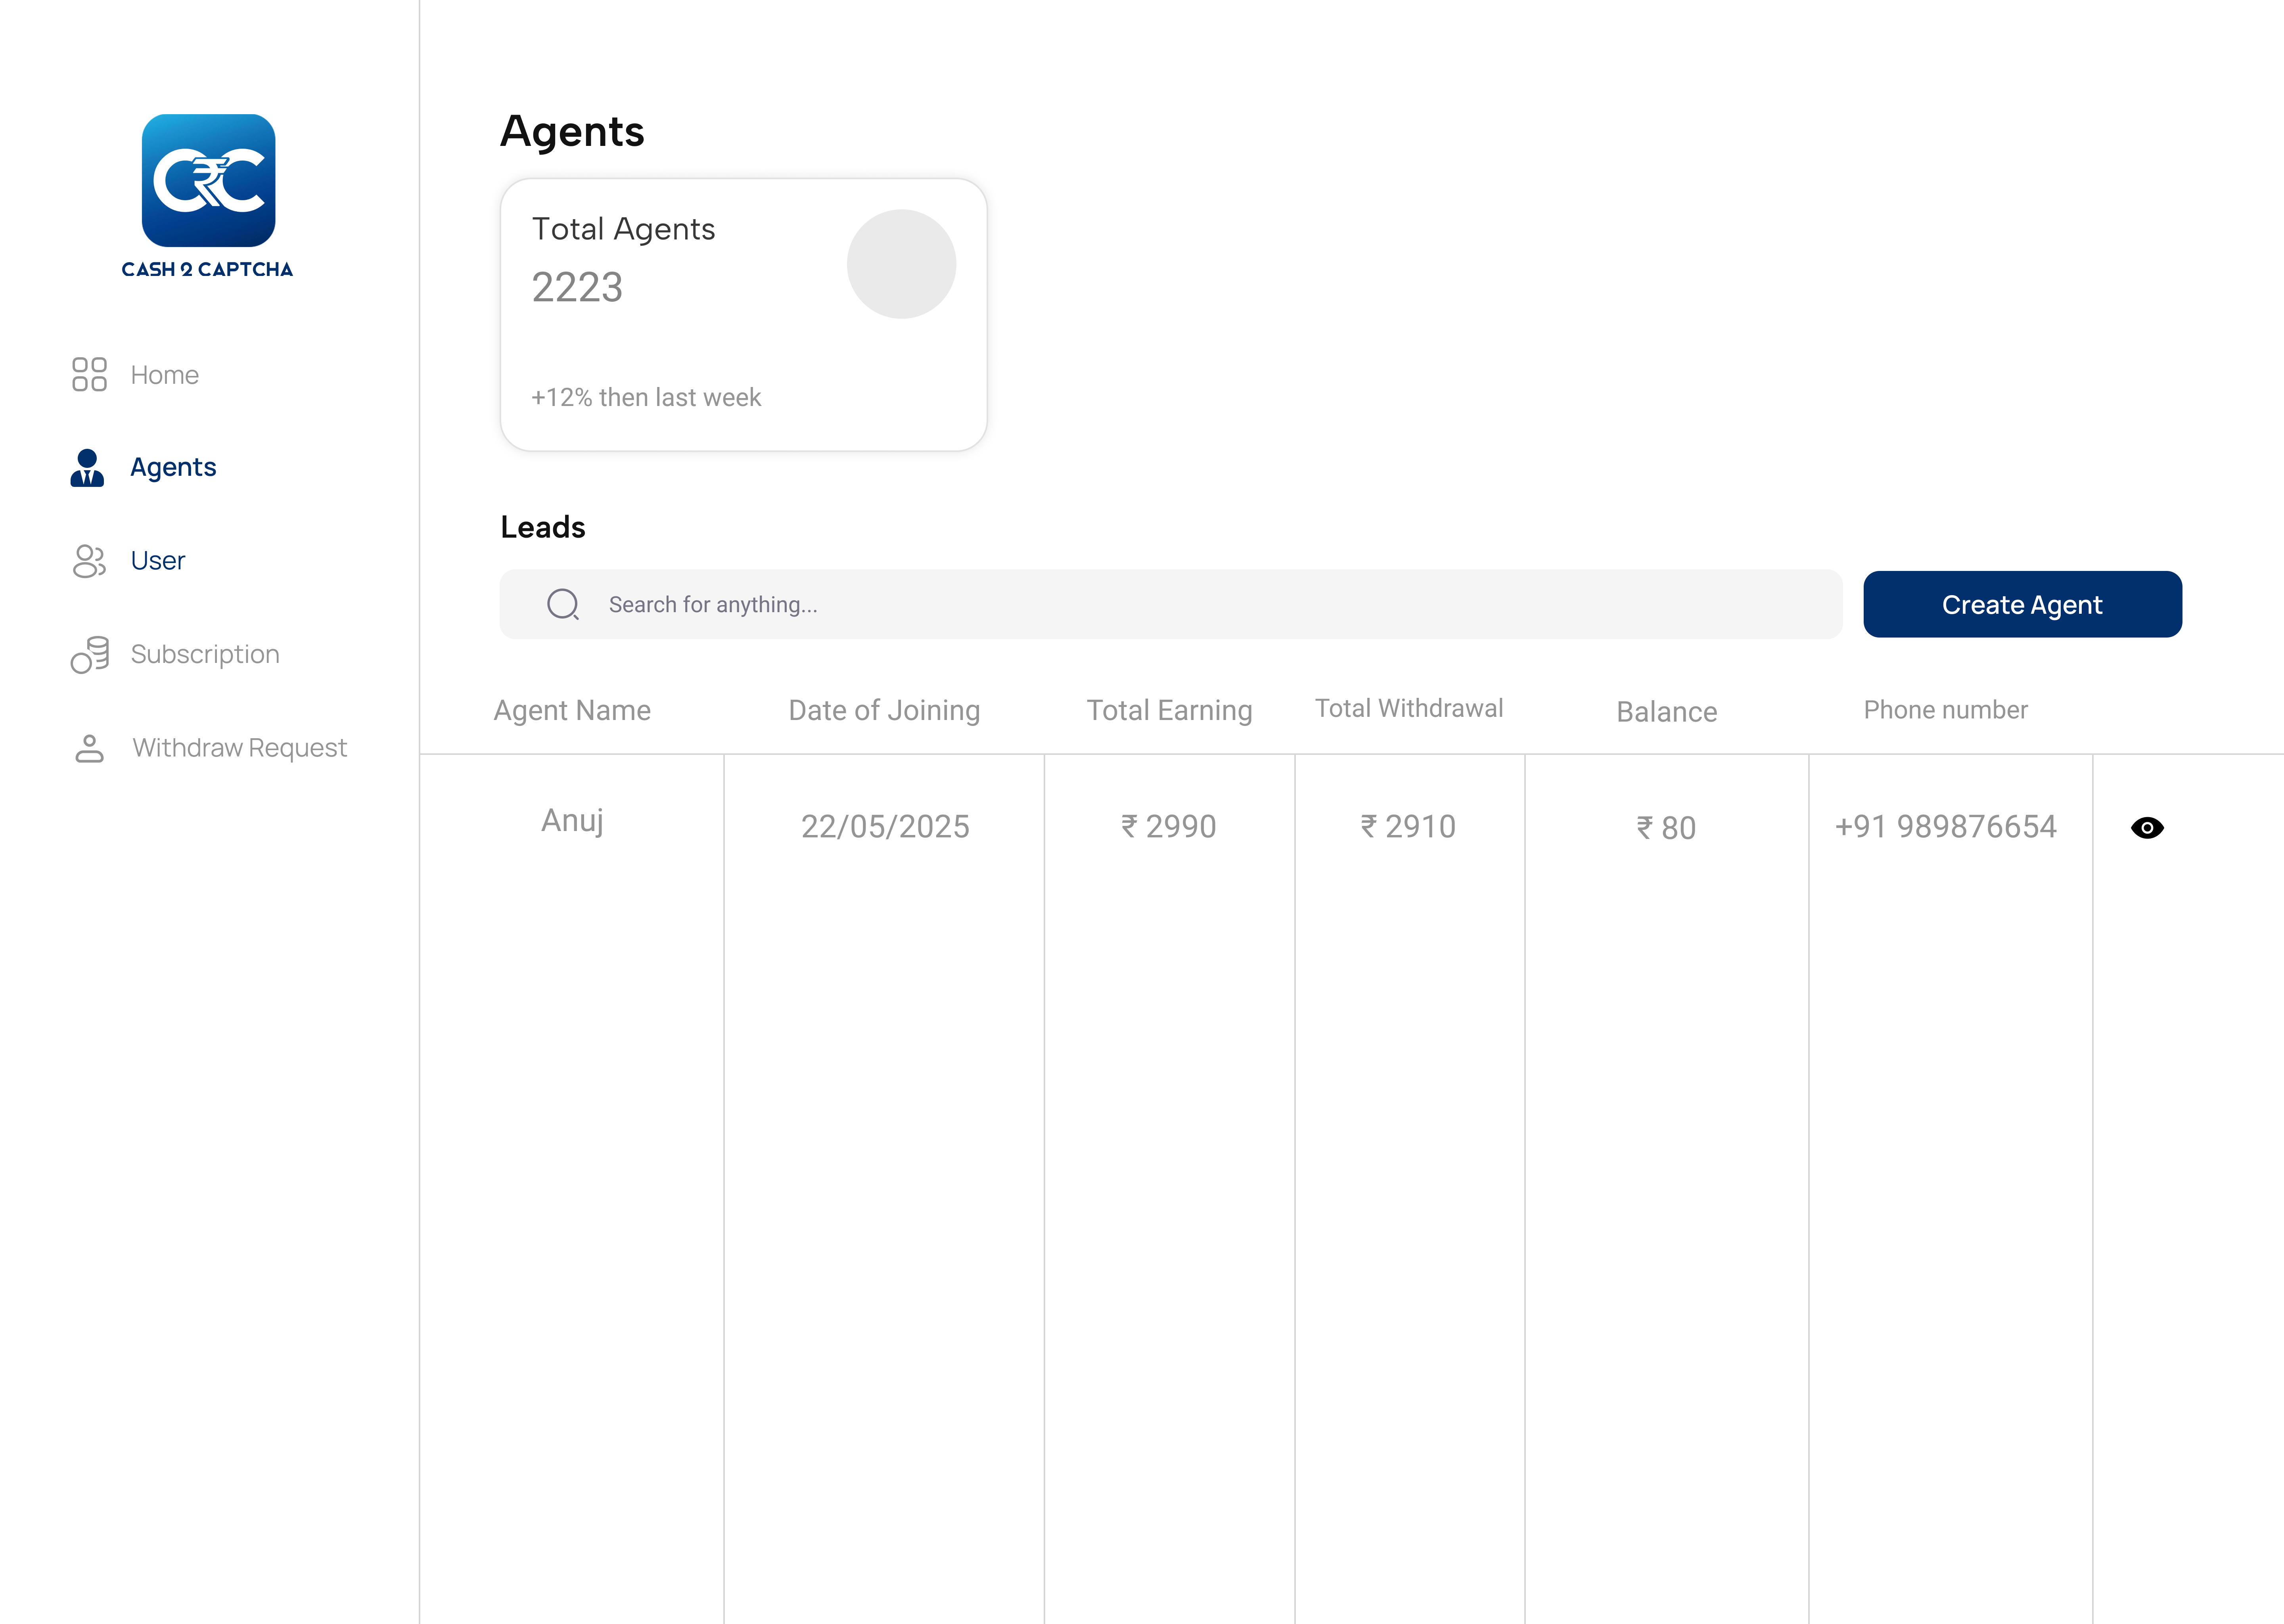 CASH 2 CAPTCHA
Home
Agents
User
Subscription
Withdraw Request
Agents
Total Agents
2223
+12% then last week
Leads
Search for anything...
Create Agent
Agent Name Date of Joining Total Earning Total Withdrawal Balance Phone number
Anuj 22/05/2025 ₹ 2990 ₹ 2910 ₹ 80 +91 989876654